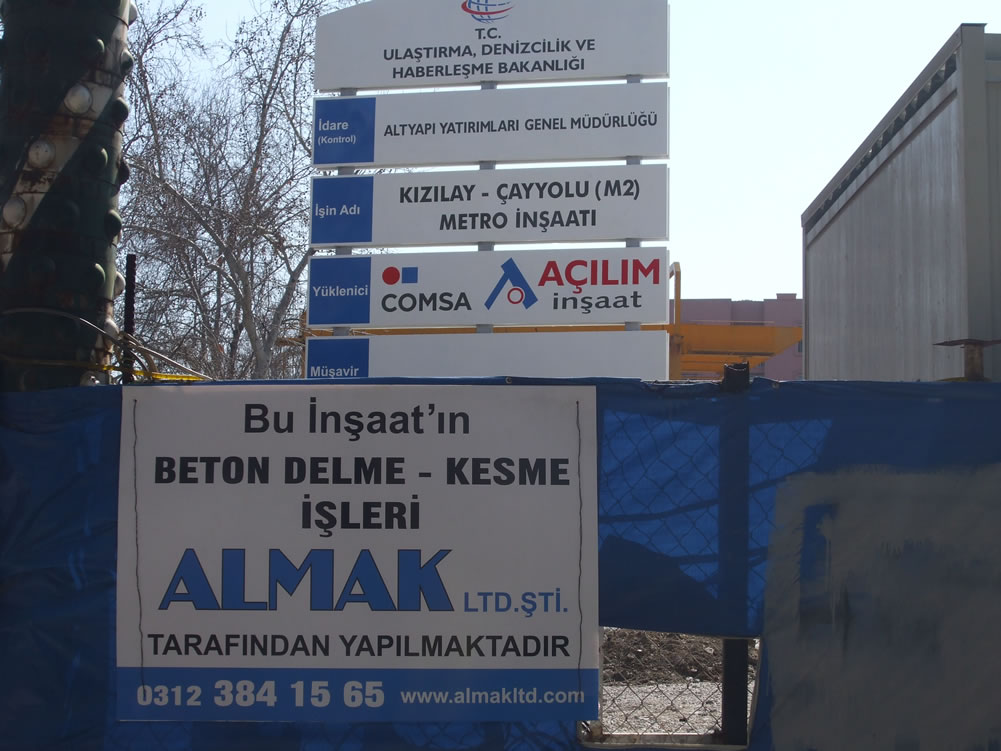 T.C.
ULAŞTIRMA, DENİZCİLİK VE
HABERLEŞME BAKANLIĞI
İdare
(Kontrol)
ALTYAPI YATIRIMLARI GENEL MÜDÜRLÜĞÜ
İşin Adı
KIZILAY - ÇAYYOLU (M2)
METRO İNŞAATI
Yüklenici
COMSA
AÇILIM
inşaat
Müşavir
Bu İnşaat'ın
BETON DELME - KESME
İŞLERİ
ALMAK LTD.ŞTİ.
TARAFINDAN YAPILMAKTADIR
0312 384 15 65 www.almakltd.com